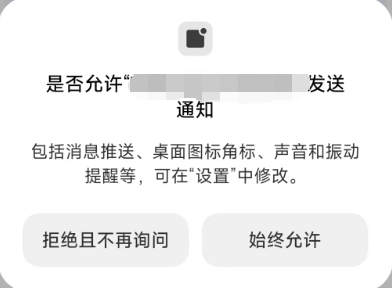 是否允许“发送
通知
包括消息推送、桌面图标角标、声音和振动
提醒等，可在“设置”中修改。
拒绝且不再询问
始终允许